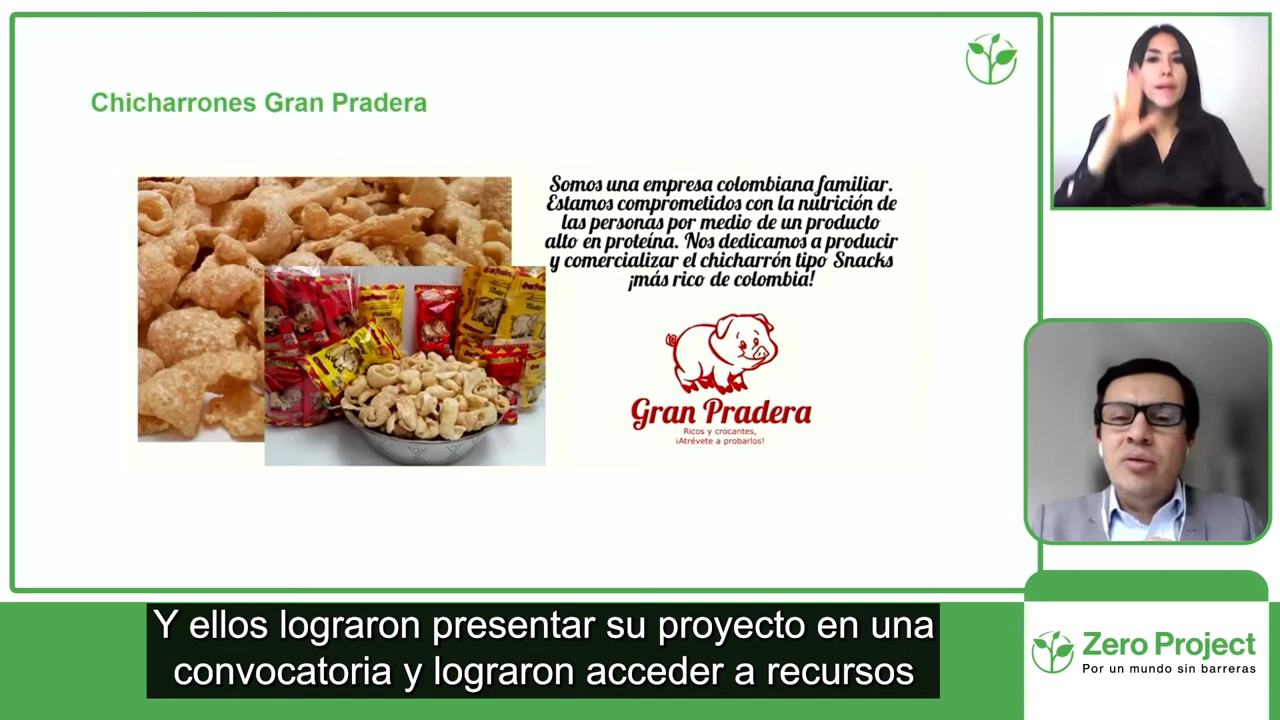 Chicharrones Gran Pradera
Somos una empresa colombiana familiar.
Estamos comprometidos con la nutrición de
las personas por medio de un producto
alto en proteína. Nos dedicamos a producir
y comercializar el chicharrón tipo Snacks
¡más rico de colombia!
Gran Pradera
Ricos y crocantes,
¡Atrévete a probarlos!
Y ellos lograron presentar su proyecto en una
convocatoria y lograron acceder a recursos
Zero Project
Por un mundo sin barreras